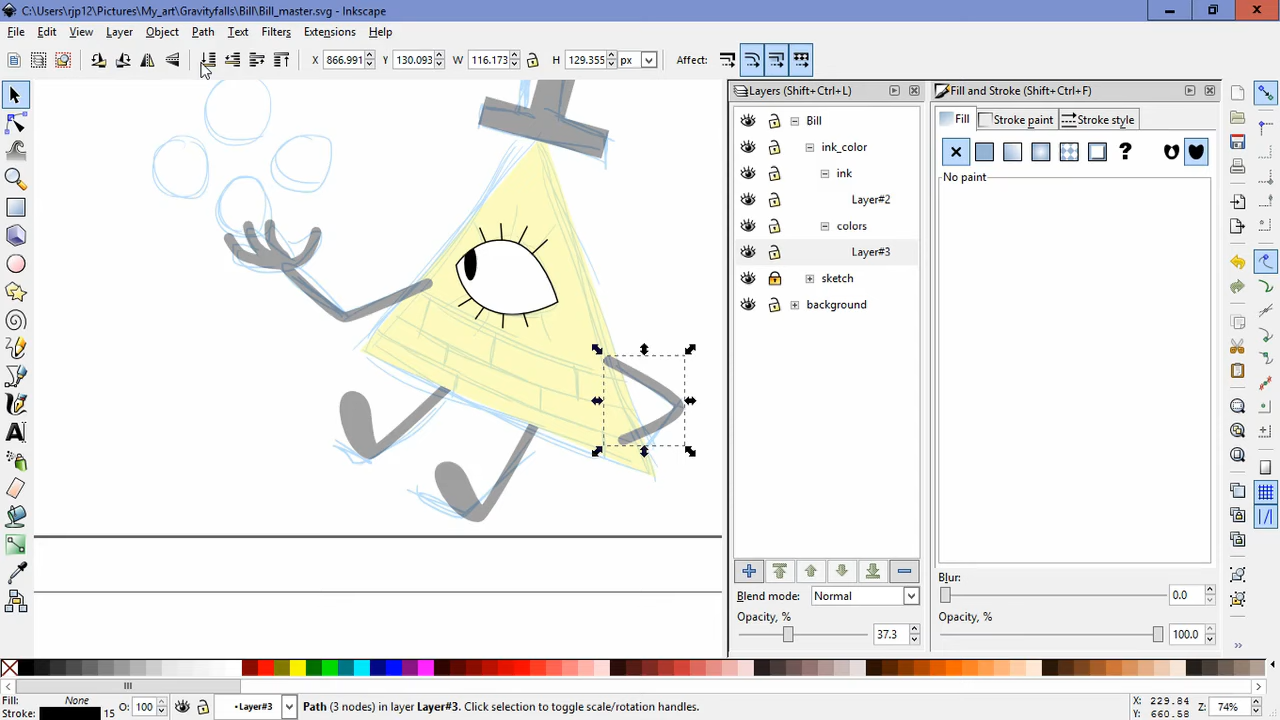 C:\Users\rjp12\Pictures\My_art\Gravityfalls\Bill\Bill_master.svg - Inkscape
File Edit View Layer Object Path Text Filters Extensions Help
X 866.991 Y 130.093 W 116.173 H 129.355 px Affect:
Layers (Shift+Ctrl+L)
Fill and Stroke (Shift+Ctrl+F)
Bill
Fill Stroke paint Stroke style
ink_color
?
ink
No paint
Layer#2
colors
Layer#3
sketch
background
Blur:
Blend mode: Normal
0.0
Opacity, %
Opacity, %
37.3
100.0
Fill: None
Stroke: 15
O: 100
Layer#3
Path (3 nodes) in layer Layer#3. Click selection to toggle scale/rotation handles.
X: 229.84
Y: 660.58
Z: 74%